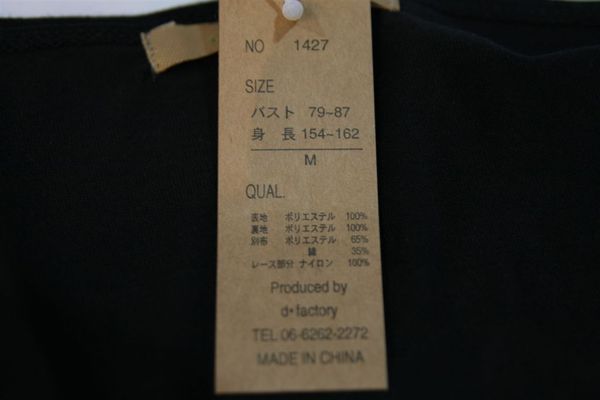 NO 1427
SIZE
バスト 79~87
身 長 154~162
M
QUAL.
表地 ポリエステル 100%
裏地 ポリエステル 100%
別布 ポリエステル 65%
綿 35%
レース部分 ナイロン 100%
Produced by
d•factory
TEL 06-6262-2272
MADE IN CHINA